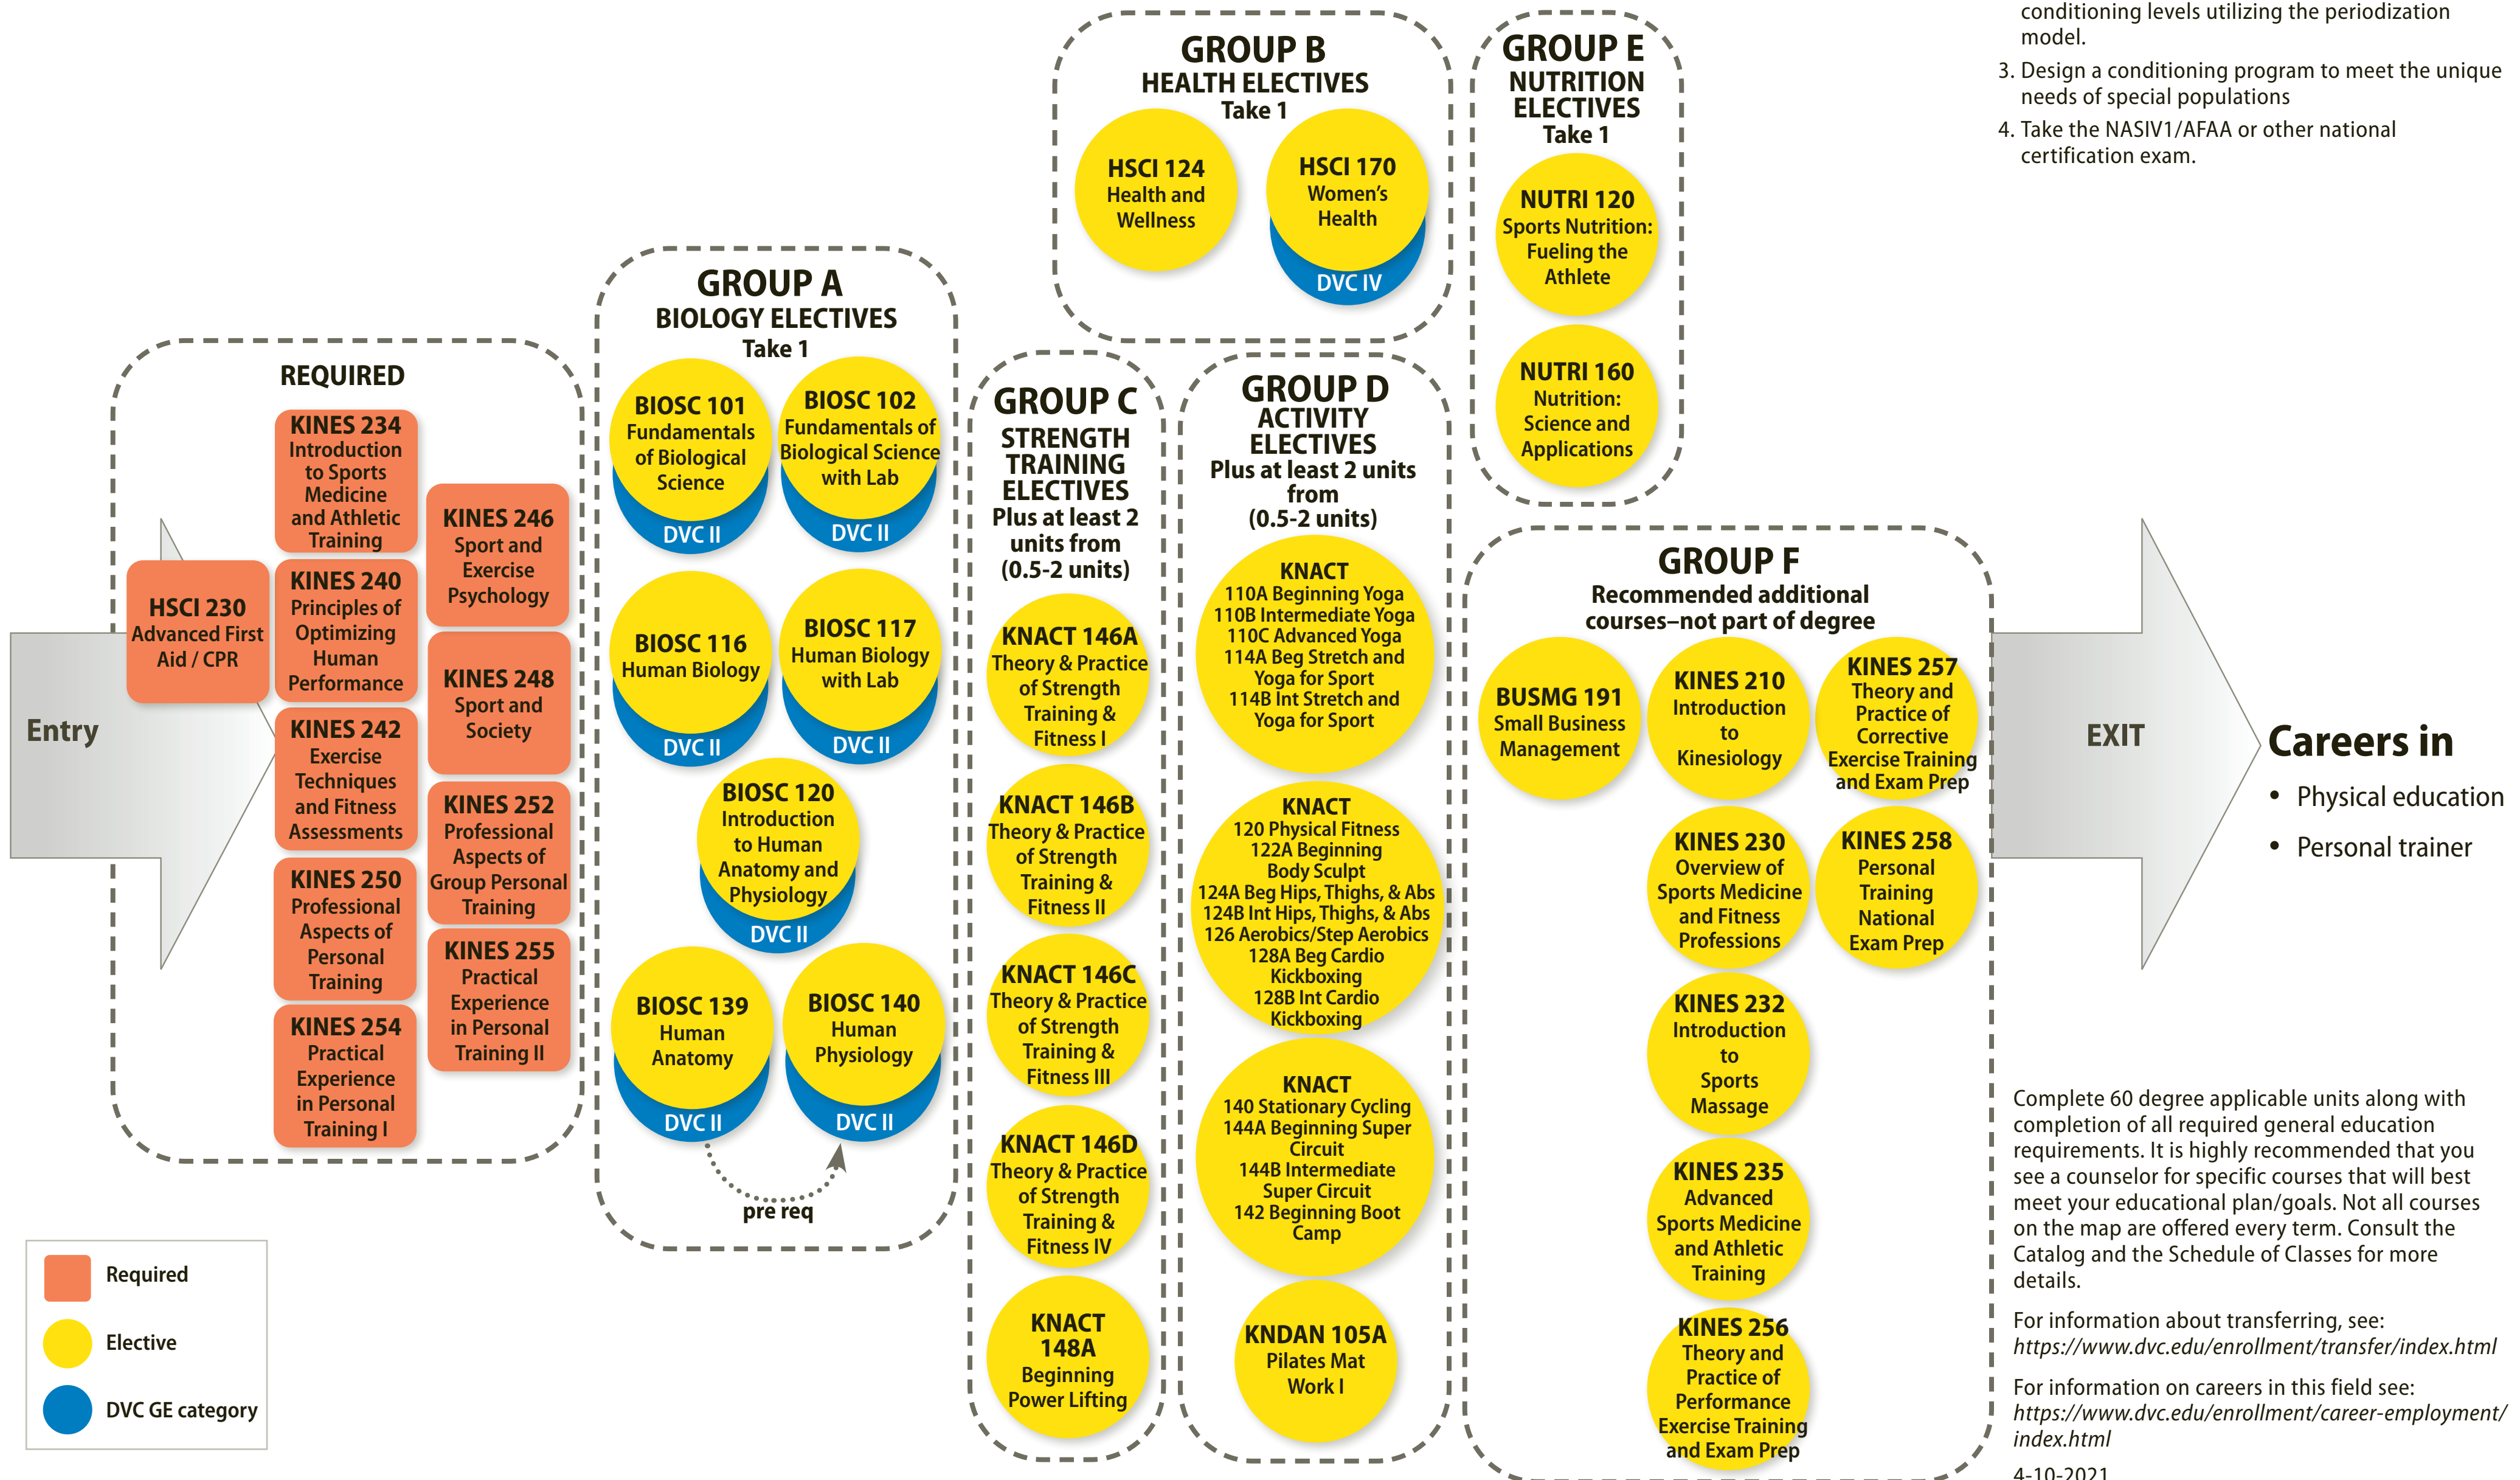 conditioning levels utilizing the periodization
model.
3. Design a conditioning program to meet the unique
needs of special populations
4. Take the NASIV1/AFAA or other national
certification exam.
GROUP B
HEALTH ELECTIVES
Take 1
HSCI 124
Health and
Wellness
HSCI 170
Women's
Health
DVC IV
GROUP E
NUTRITION
ELECTIVES
Take 1
NUTRI 120
Sports Nutrition:
Fueling the
Athlete
NUTRI 160
Nutrition:
Science and
Applications
Entry
REQUIRED
HSCI 230
Advanced First
Aid / CPR
KINES 234
Introduction
to Sports
Medicine
and Athletic
Training
KINES 240
Principles of
Optimizing
Human
Performance
KINES 242
Exercise
Techniques
and Fitness
Assessments
KINES 250
Professional
Aspects of
Personal
Training
KINES 254
Practical
Experience
in Personal
Training I
KINES 246
Sport and
Exercise
Psychology
KINES 248
Sport and
Society
KINES 252
Professional
Aspects of
Group Personal
Training
KINES 255
Practical
Experience
in Personal
Training II
GROUP A
BIOLOGY ELECTIVES
Take 1
BIOSC 101
Fundamentals
of Biological
Science
DVC II
BIOSC 102
Fundamentals of
Biological Science
with Lab
DVC II
BIOSC 116
Human Biology
DVC II
BIOSC 117
Human Biology
with Lab
DVC II
BIOSC 120
Introduction
to Human
Anatomy and
Physiology
DVC II
BIOSC 139
Human
Anatomy
DVC II
BIOSC 140
Human
Physiology
DVC II
pre req
GROUP C
STRENGTH
TRAINING
ELECTIVES
Plus at least 2
units from
(0.5-2 units)
KNACT 146A
Theory & Practice
of Strength
Training &
Fitness I
KNACT 146B
Theory & Practice
of Strength
Training &
Fitness II
KNACT 146C
Theory & Practice
of Strength
Training &
Fitness III
KNACT 146D
Theory & Practice
of Strength
Training &
Fitness IV
KNACT
148A
Beginning
Power Lifting
GROUP D
ACTIVITY
ELECTIVES
Plus at least 2 units
from
(0.5-2 units)
KNACT
110A Beginning Yoga
110B Intermediate Yoga
110C Advanced Yoga
114A Beg Stretch and
Yoga for Sport
114B Int Stretch and
Yoga for Sport
KNACT
120 Physical Fitness
122A Beginning
Body Sculpt
124A Beg Hips, Thighs, & Abs
124B Int Hips, Thighs, & Abs
126 Aerobics/Step Aerobics
128A Beg Cardio
Kickboxing
128B Int Cardio
Kickboxing
KNACT
140 Stationary Cycling
144A Beginning Super
Circuit
144B Intermediate
Super Circuit
142 Beginning Boot
Camp
KNDAN 105A
Pilates Mat
Work I
GROUP F
Recommended additional
courses–not part of degree
BUSMG 191
Small Business
Management
KINES 210
Introduction
to
Kinesiology
KINES 230
Overview of
Sports Medicine
and Fitness
Professions
KINES 232
Introduction
to
Sports
Massage
KINES 235
Advanced
Sports Medicine
and Athletic
Training
KINES 256
Theory and
Practice of
Performance
Exercise Training
and Exam Prep
KINES 257
Theory and
Practice of
Corrective
Exercise Training
and Exam Prep
KINES 258
Personal
Training
National
Exam Prep
EXIT
Careers in
• Physical education
• Personal trainer
Required
Elective
DVC GE category
Complete 60 degree applicable units along with
completion of all required general education
requirements. It is highly recommended that you
see a counselor for specific courses that will best
meet your educational plan/goals. Not all courses
on the map are offered every term. Consult the
Catalog and the Schedule of Classes for more
details.
For information about transferring, see:
https://www.dvc.edu/enrollment/transfer/index.html
For information on careers in this field see:
https://www.dvc.edu/enrollment/career-employment/
index.html
4-10-2021